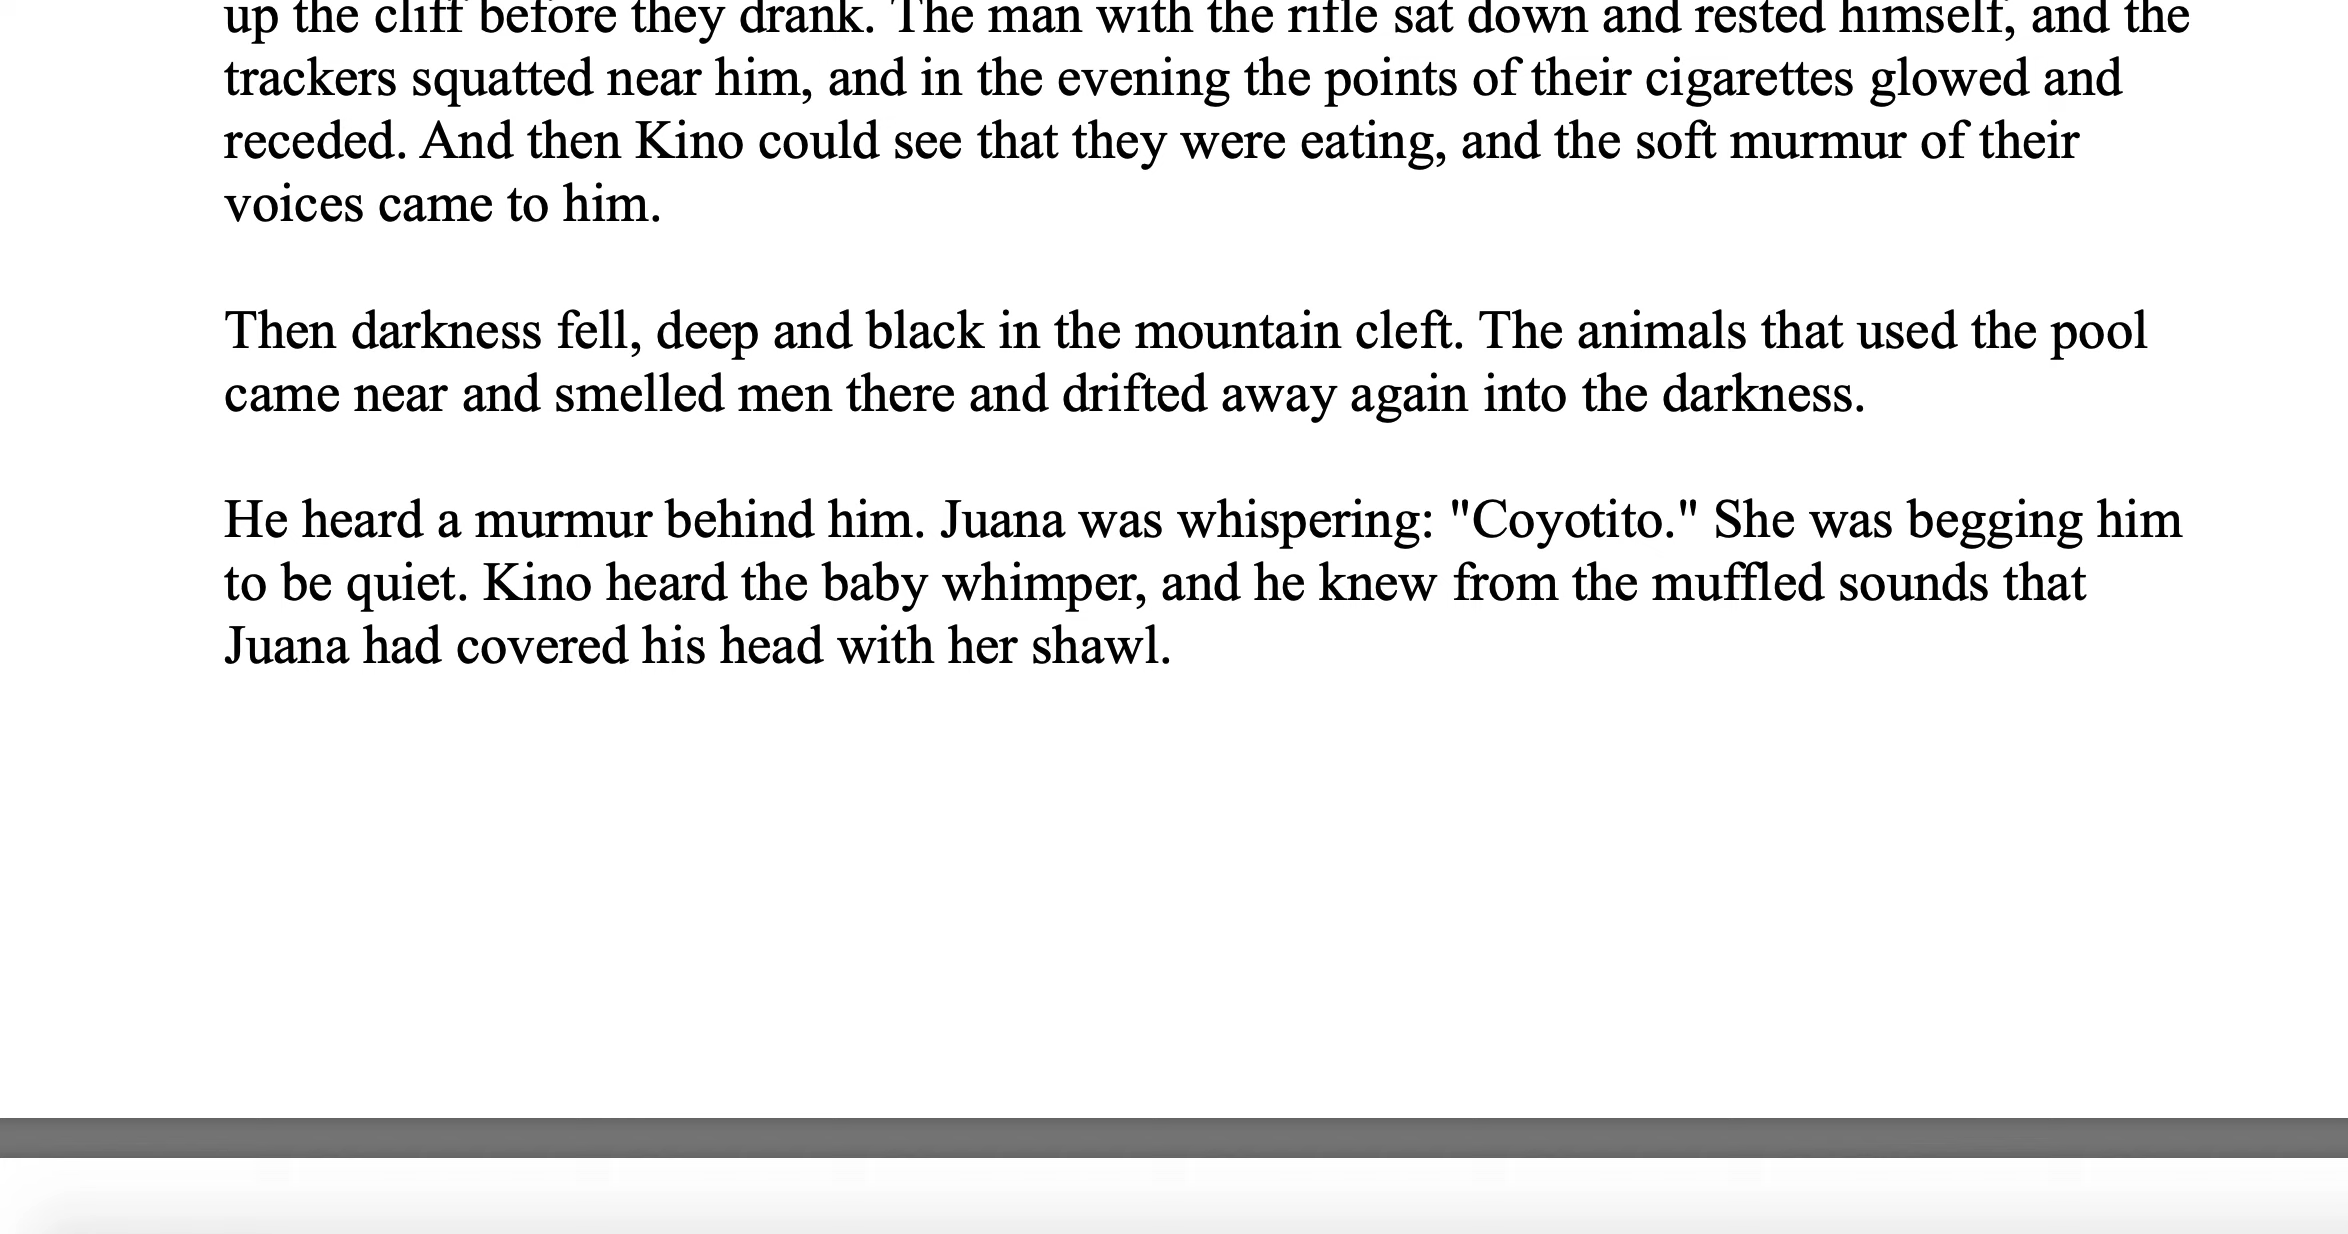 up the cliff before they drank. The man with the rifle sat down and rested himself, and the
trackers squatted near him, and in the evening the points of their cigarettes glowed and
receded. And then Kino could see that they were eating, and the soft murmur of their
voices came to him.
Then darkness fell, deep and black in the mountain cleft. The animals that used the pool
came near and smelled men there and drifted away again into the darkness.
He heard a murmur behind him. Juana was whispering: "Coyotito." She was begging him
to be quiet. Kino heard the baby whimper, and he knew from the muffled sounds that
Juana had covered his head with her shawl.